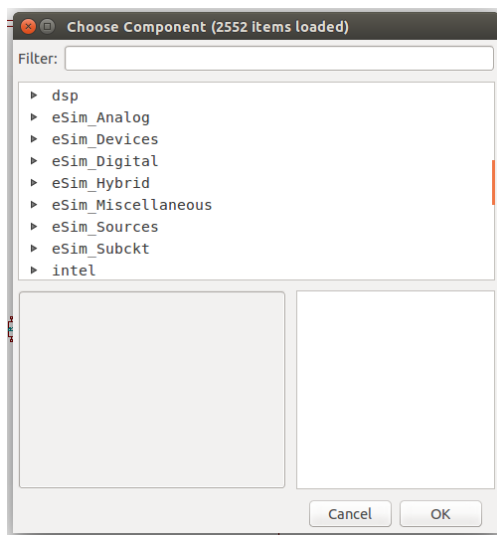 Choose Component (2552 items loaded)
Filter:
dsp
eSim_Analog
eSim_Devices
eSim_Digital
eSim_Hybrid
eSim_Miscellaneous
eSim_Sources
eSim_Subckt
intel
Cancel OK